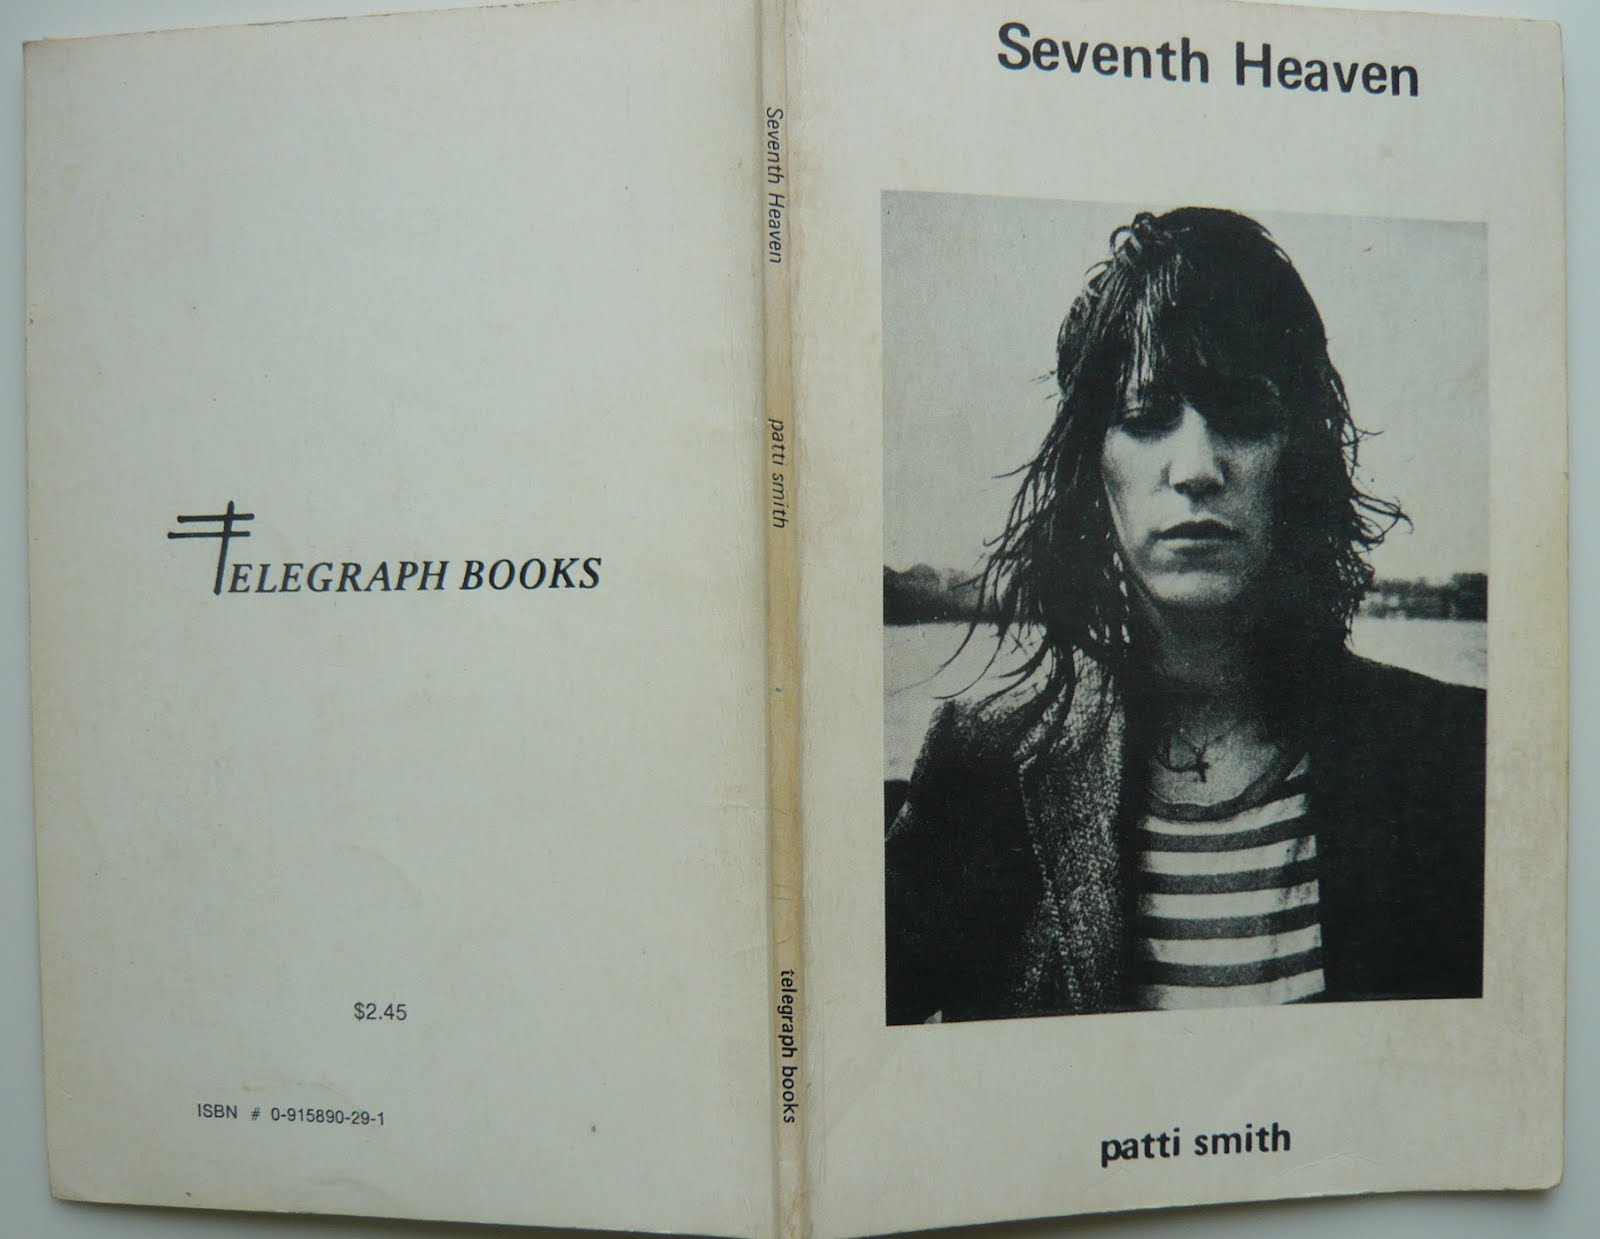 Seventh Heaven
patti smith
Seventh Heaven patti smith telegraph books
TELEGRAPH BOOKS
$2.45
ISBN # 0-915890-29-1